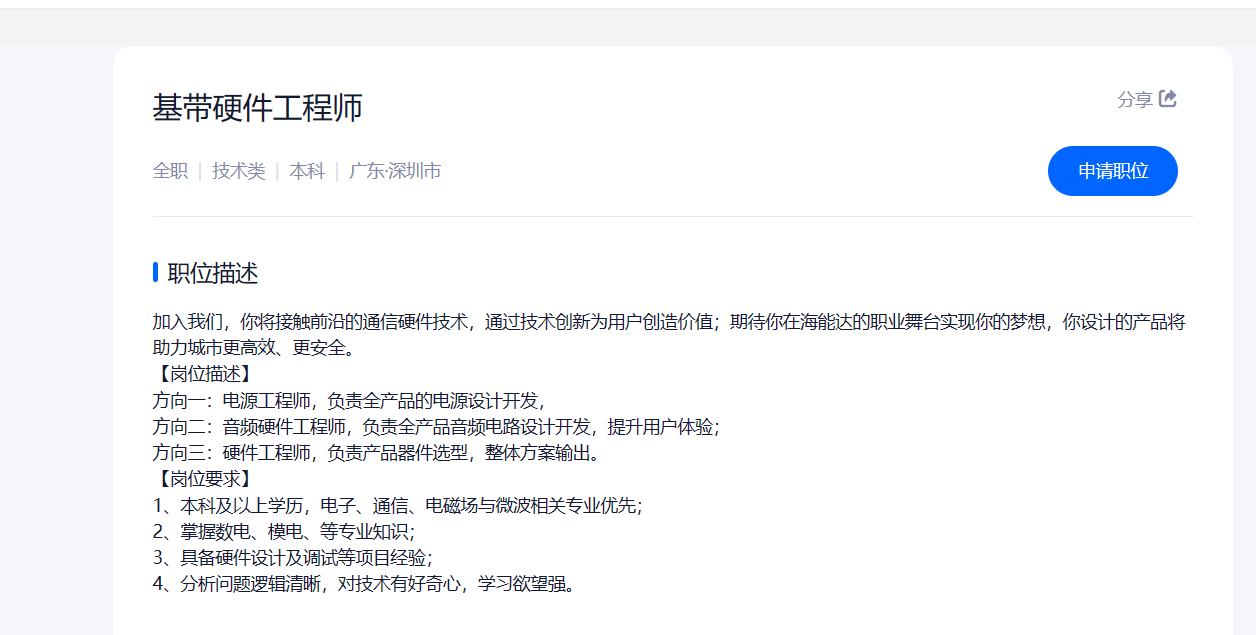 基带硬件工程师
分享
全职 | 技术类 | 本科 | 广东·深圳市
申请职位
职位描述
加入我们，你将接触前沿的通信硬件技术，通过技术创新为用户创造价值；期待你在海能达的职业舞台实现你的梦想，你设计的产品将
助力城市更高效、更安全。
【岗位描述】
方向一：电源工程师，负责全产品的电源设计开发，
方向二：音频硬件工程师，负责全产品音频电路设计开发，提升用户体验；
方向三：硬件工程师，负责产品器件选型，整体方案输出。
【岗位要求】
1、本科及以上学历，电子、通信、电磁场与微波相关专业优先；
2、掌握数电、模电、等专业知识；
3、具备硬件设计及调试等项目经验；
4、分析问题逻辑清晰，对技术有好奇心，学习欲望强。